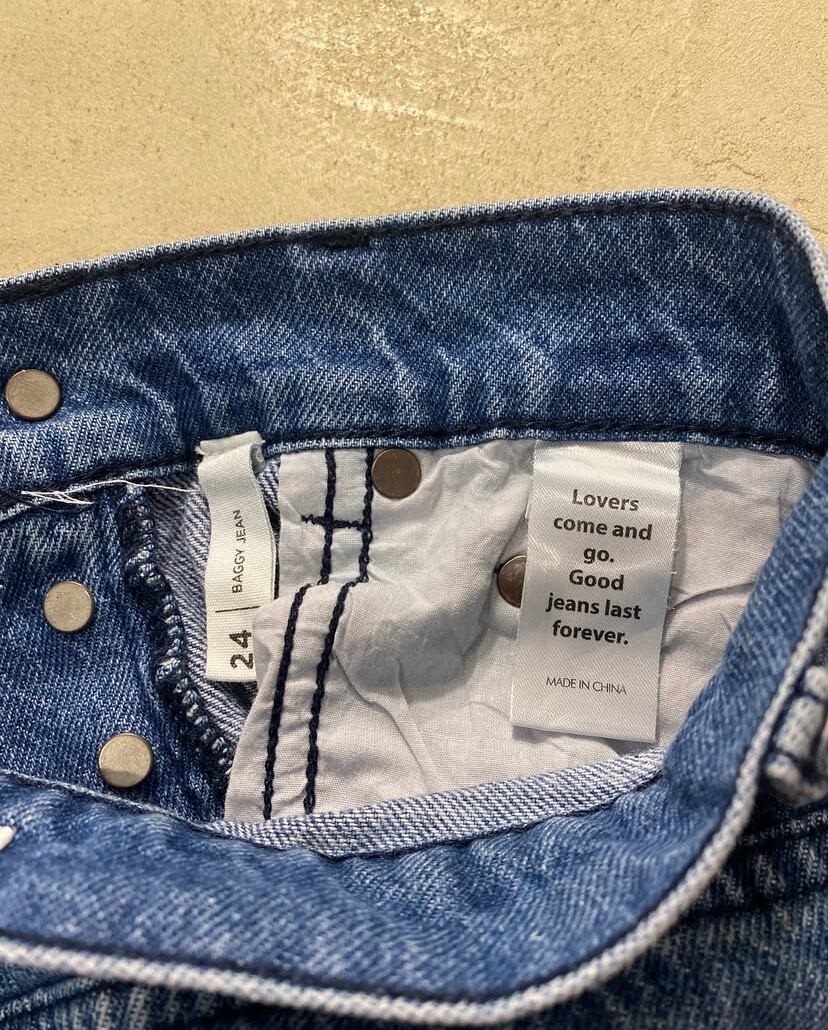 24 | BAGGY JEAN
Lovers
come and
go.
Good
jeans last
forever.
MADE IN CHINA